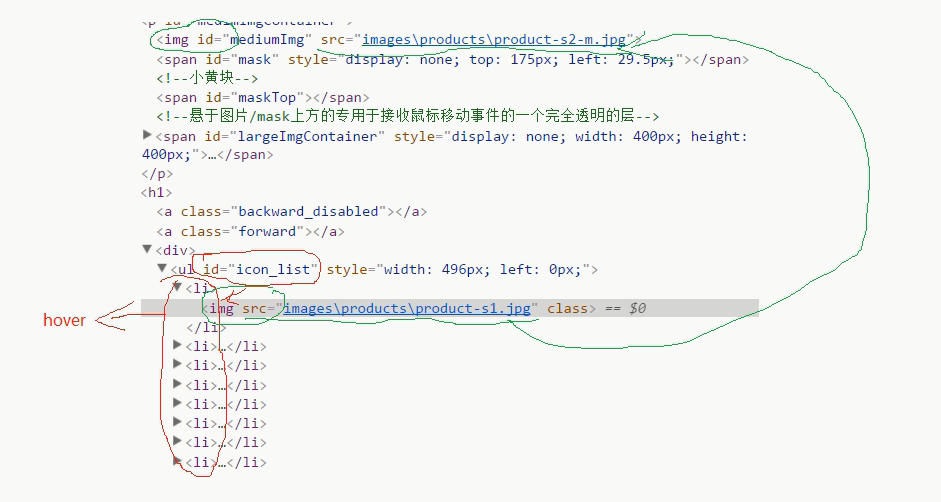 <p id="mediumImgContainer">
<img id="mediumImg" src="images\products\product-s2-m.jpg">
<span id="mask" style="display: none; top: 175px; left: 29.5px;"></span>
<!--小黄块-->
<span id="maskTop"></span>
<!--悬于图片/mask上方的专用于接收鼠标移动事件的一个完全透明的层-->
▶<span id="largeImgContainer" style="display: none; width: 400px; height:
400px;">…</span>
</p>
<h1>
<a class="backward_disabled"></a>
<a class="forward"></a>
▼<div>
▼<ul id="icon_list" style="width: 496px; left: 0px;">
▼<li>
<img src="images\products\product-s1.jpg" class> == $0
hover
</li>
▶<li>…</li>
▶<li>…</li>
▶<li>…</li>
▶<li>…</li>
▶<li>…</li>
▶<li>…</li>
▶<li>…</li>